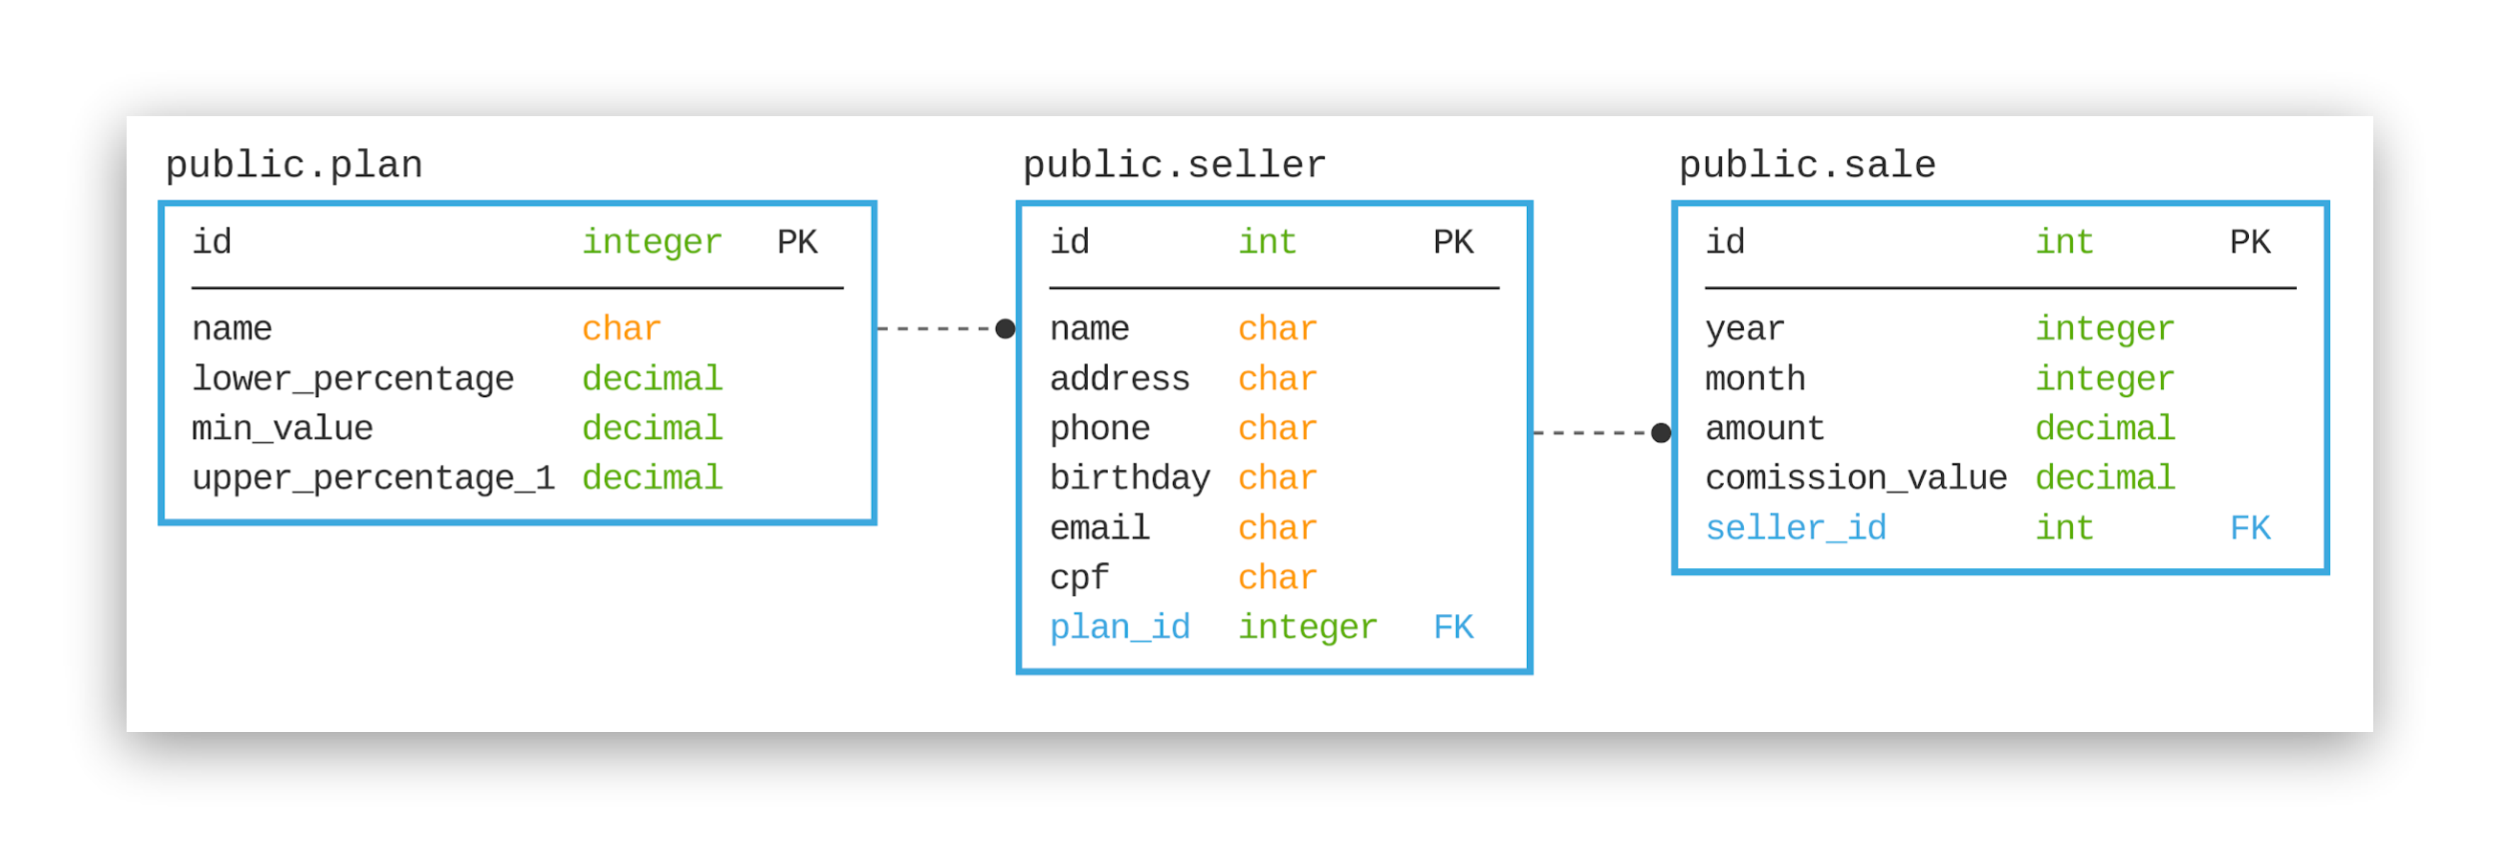 public.plan
id integer PK
name char
lower_percentage decimal
min_value decimal
upper_percentage_1 decimal
public.seller
id int PK
name char
address char
phone char
birthday char
email char
cpf char
plan_id integer FK
public.sale
id int PK
year integer
month integer
amount decimal
comission_value decimal
seller_id int FK